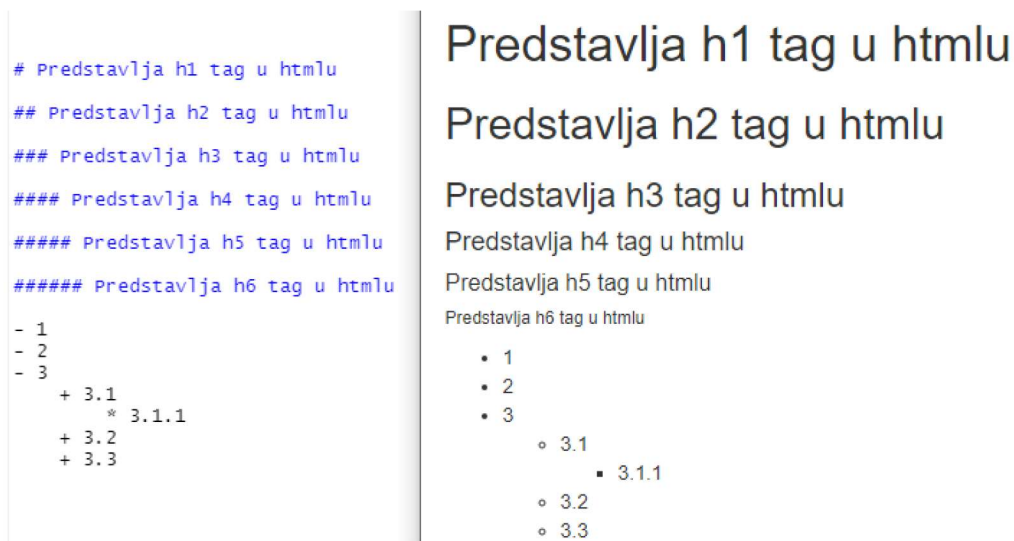 # Predstavlja h1 tag u htmlu
## Predstavlja h2 tag u htmlu
### Predstavlja h3 tag u htmlu
#### Predstavlja h4 tag u htmlu
##### Predstavlja h5 tag u htmlu
###### Predstavlja h6 tag u htmlu
- 1
- 2
- 3
    + 3.1
        * 3.1.1
    + 3.2
    + 3.3
Predstavlja h1 tag u htmlu
Predstavlja h2 tag u htmlu
Predstavlja h3 tag u htmlu
Predstavlja h4 tag u htmlu
Predstavlja h5 tag u htmlu
Predstavlja h6 tag u htmlu
• 1
• 2
• 3
    ◦ 3.1
        ▪ 3.1.1
    ◦ 3.2
    ◦ 3.3